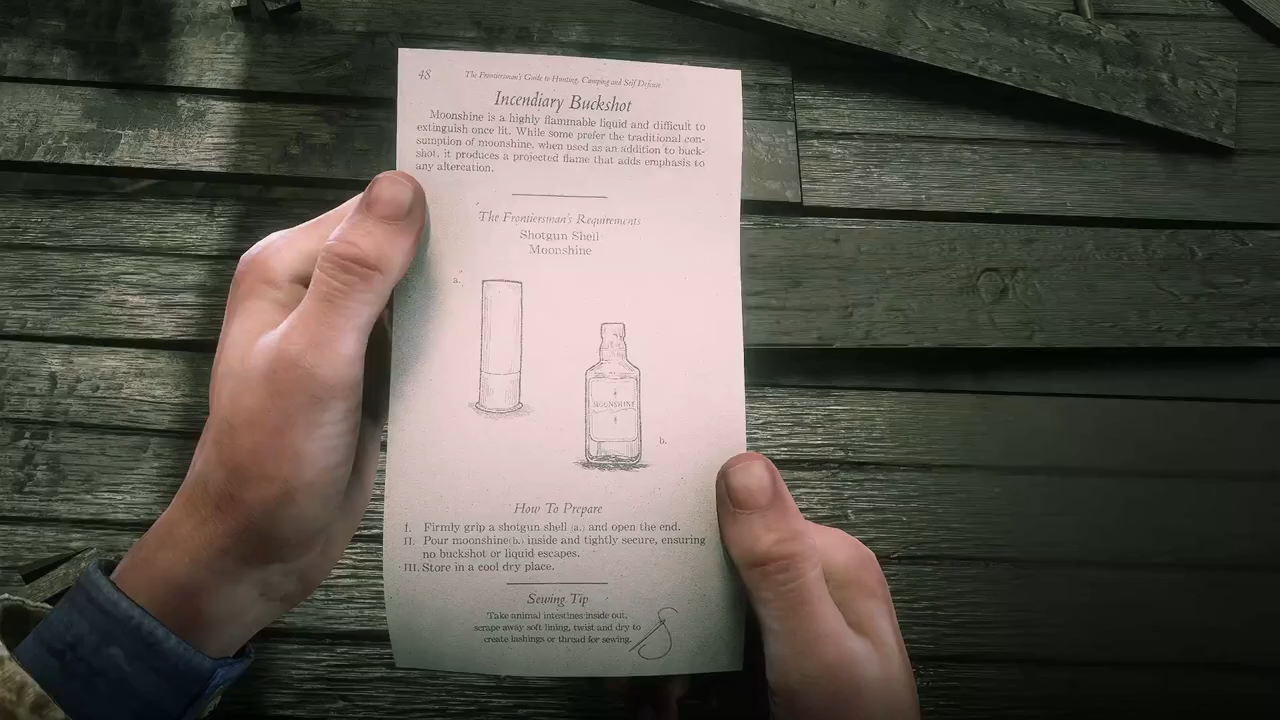 48
The Frontiersman's Guide to Hunting, Camping and Self Defense
Incendiary Buckshot
Moonshine is a highly flammable liquid and difficult to
extinguish once lit. While some prefer the traditional con-
sumption of moonshine, when used as an addition to buck-
shot, it produces a projected flame that adds emphasis to
any altercation.
The Frontiersman's Requirements
Shotgun Shell
Moonshine
a.
MOONSHINE
b.
How To Prepare
I. Firmly grip a shotgun shell (a.) and open the end.
II. Pour moonshine(b.) inside and tightly secure, ensuring
no buckshot or liquid escapes.
III. Store in a cool dry place.
Sewing Tip
Take animal intestines inside out,
scrape away soft lining, twist and dry to
create lashings or thread for sewing.